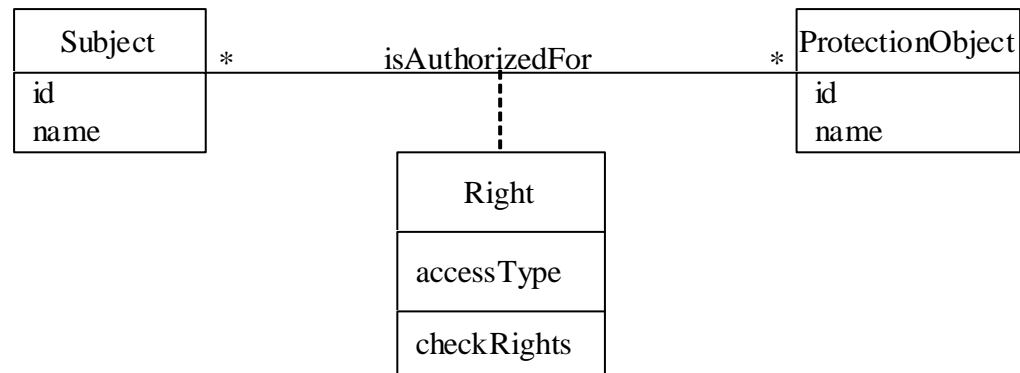 Subject
*
isAuthorizedFor
*
ProtectionObject
id
name
id
name
Right
accessType
checkRights